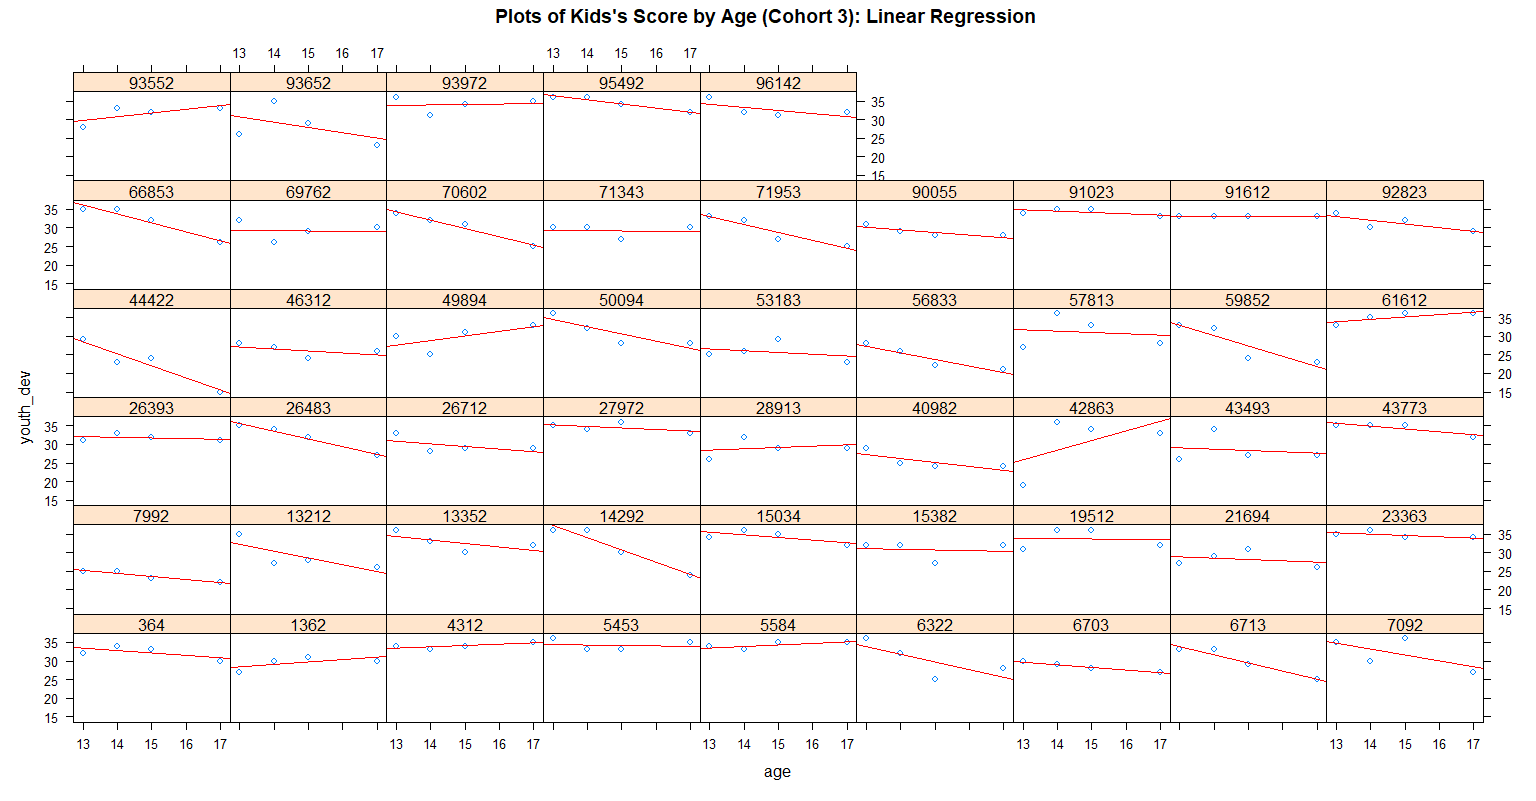 Plots of Kids's Score by Age (Cohort 3): Linear Regression
13 14 15 16 17 13 14 15 16 17
93552 93652 93972 95492 96142
35
30
25
20
15
66853 69762 70602 71343 71953 90055 91023 91612 92823
35
30
25
20
15
44422 46312 49894 50094 53183 56833 57813 59852 61612
35
30
25
20
15
26393 26483 26712 27972 28913 40982 42863 43493 43773
35
30
25
20
15
7992 13212 13352 14292 15034 15382 19512 21694 23363
35
30
25
20
15
364 1362 4312 5453 5584 6322 6703 6713 7092
35
30
25
20
15
13 14 15 16 17 13 14 15 16 17 13 14 15 16 17 13 14 15 16 17 13 14 15 16 17
youth_dev
age